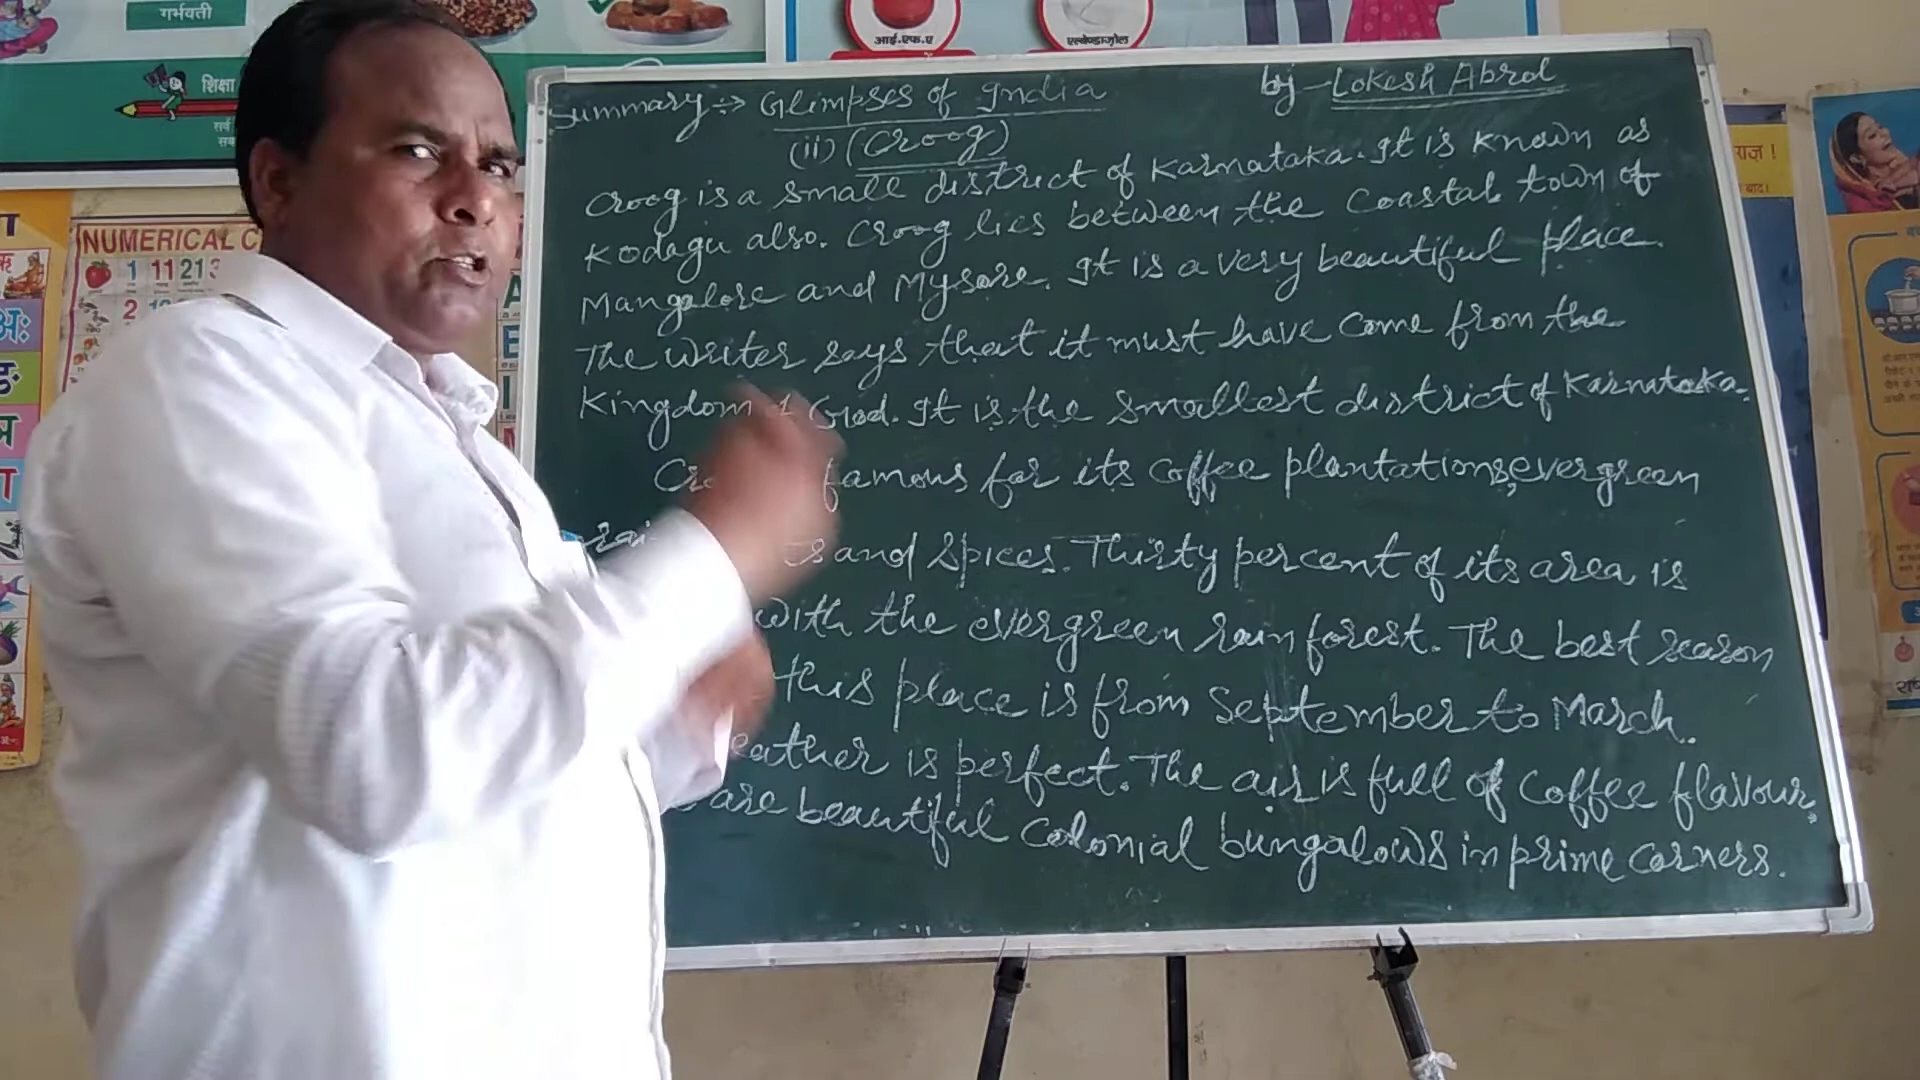 गर्भवती
शिक्षा
आई.एफ.ए
एल्बेण्डाज़ोल
NUMERICAL C
1 11 21
2
Summary :-> Glimpses of India by - Lokesh Abrol
(ii) (Croog)
Croog is a small district of Karnataka. It is known as
Kodagu also. Croog lies between the coastal town of
Mangalore and Mysore. It is a very beautiful place.
The writer says that it must have come from the
Kingdom God. It is the smallest district of Karnataka.
famous for its coffee plantations, evergreen
and spices. Thirty percent of its area is
with the evergreen rain forest. The best season
this place is from September to March.
eather is perfect. The air is full of coffee flavour.
are beautiful colonial bungalows in prime corners.